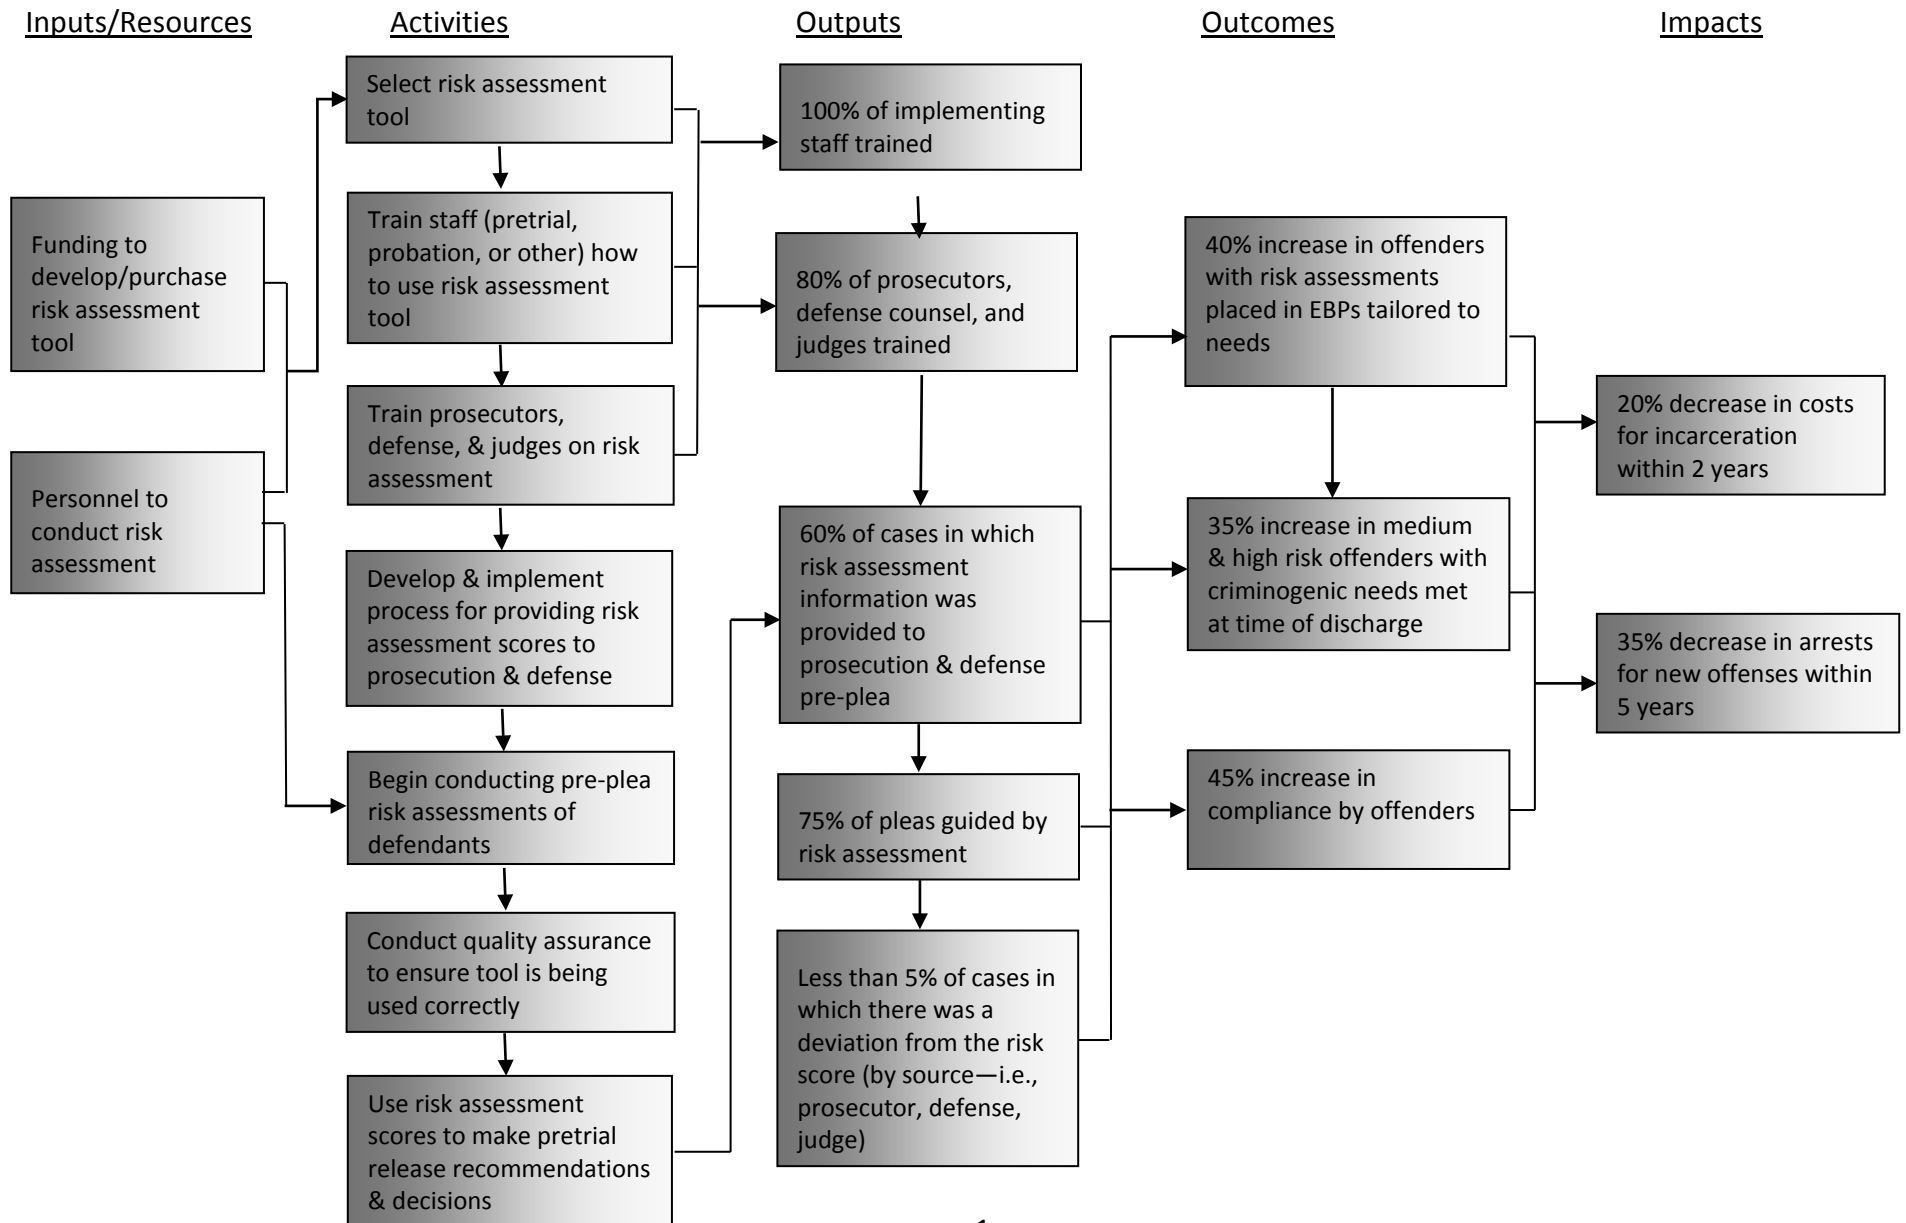 Inputs/Resources
Activities
Outputs
Outcomes
Impacts
Funding to
develop/purchase
risk assessment
tool
Personnel to
conduct risk
assessment
Select risk assessment
tool
Train staff (pretrial,
probation, or other) how
to use risk assessment
tool
Train prosecutors,
defense, & judges on risk
assessment
Develop & implement
process for providing risk
assessment scores to
prosecution & defense
Begin conducting pre-plea
risk assessments of
defendants
Conduct quality assurance
to ensure tool is being
used correctly
Use risk assessment
scores to make pretrial
release recommendations
& decisions
100% of implementing
staff trained
80% of prosecutors,
defense counsel, and
judges trained
60% of cases in which
risk assessment
information was
provided to
prosecution & defense
pre-plea
75% of pleas guided by
risk assessment
Less than 5% of cases in
which there was a
deviation from the risk
score (by source—i.e.,
prosecutor, defense,
judge)
40% increase in offenders
with risk assessments
placed in EBPs tailored to
needs
35% increase in medium
& high risk offenders with
criminogenic needs met
at time of discharge
45% increase in
compliance by offenders
20% decrease in costs
for incarceration
within 2 years
35% decrease in arrests
for new offenses within
5 years